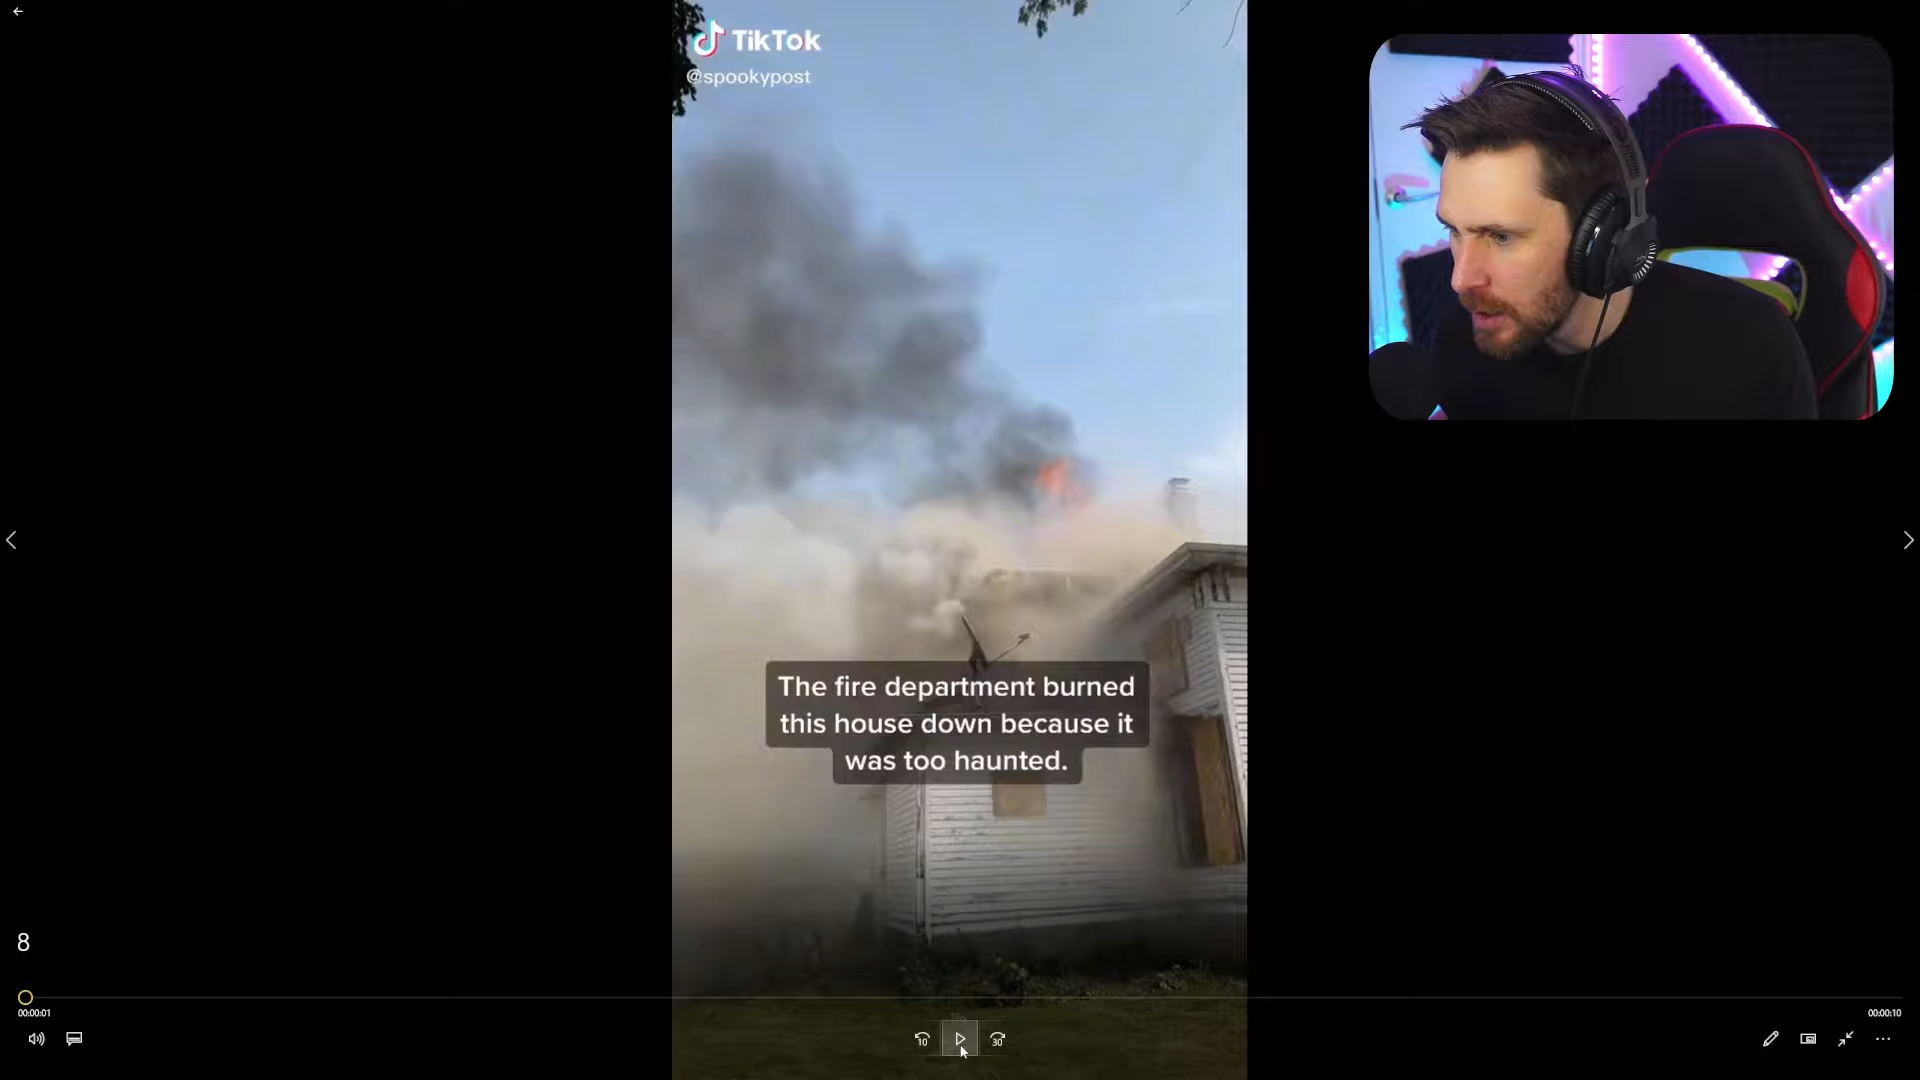 TikTok
@spookypost
The fire department burned
this house down because it
was too haunted.
8
00:00:01
00:00:10
10
30